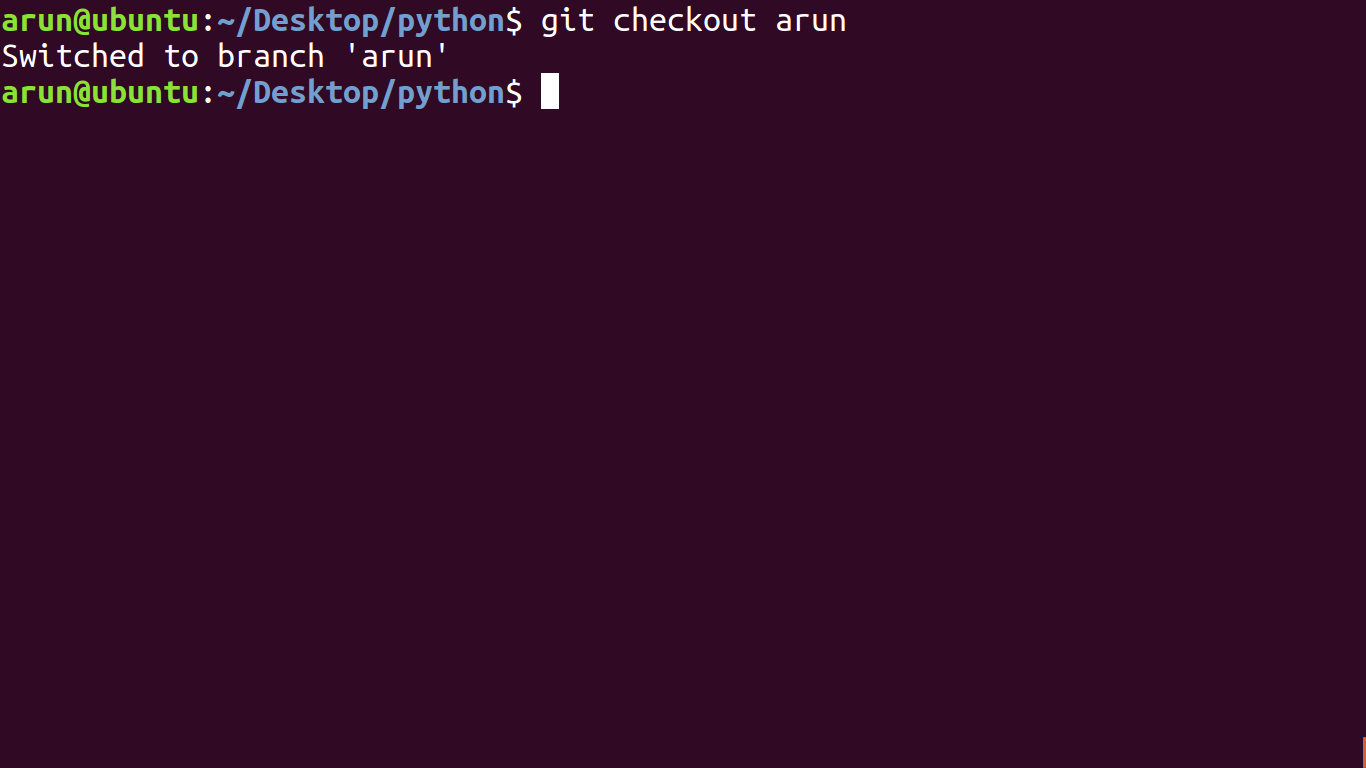 arun@ubuntu:~/Desktop/python$ git checkout arun
Switched to branch 'arun'
arun@ubuntu:~/Desktop/python$